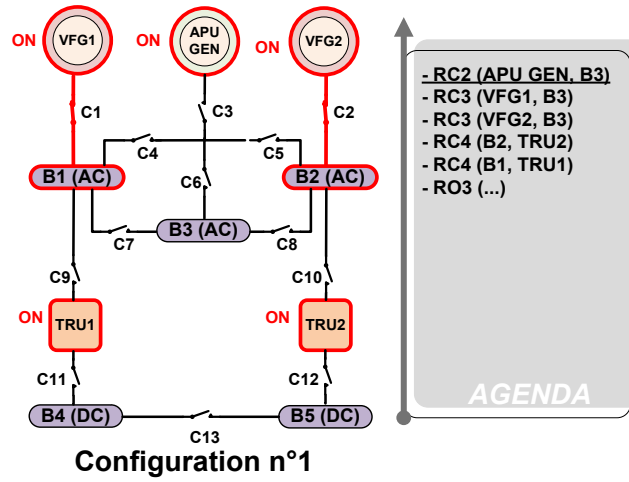 ON
VFG1
ON
APU
GEN
ON
VFG2
C1
C3
C2
C4
C5
C6
B1 (AC)
B2 (AC)
B3 (AC)
C7
C8
C9
C10
ON
TRU1
ON
TRU2
C11
C12
B4 (DC)
B5 (DC)
C13
Configuration n°1
- RC2 (APU GEN, B3)
- RC3 (VFG1, B3)
- RC3 (VFG2, B3)
- RC4 (B2, TRU2)
- RC4 (B1, TRU1)
- RO3 (...)
AGENDA